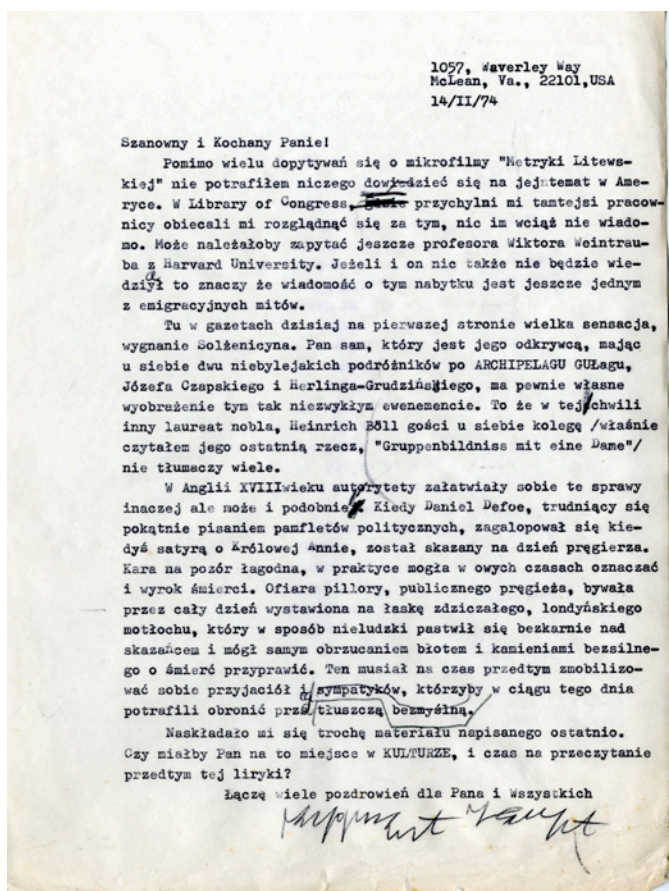 1057, Waverley Way
McLean, Va., 22101,USA
14/II/74
Szanowny i Kochany Panie!
Pomimo wielu dopytywań się o mikrofilmy "Metryki Litews-
kiej" nie potrafiłem niczego dowiedzieć się na jejntemat w Ame-
ryce. W Library of Congress, przychylni mi tamtejsi pracow-
nicy obiecali mi rozglądnąć się za tym, nic im wciąż nie wiado-
mo. Może należałoby zapytać jeszcze profesora Wiktora Weintrau-
ba z Harvard University. Jeżeli i on nic także nie będzie wie-
dział to znaczy że wiadomość o tym nabytku jest jeszcze jednym
z emigracyjnych mitów.
Tu w gazetach dzisiaj na pierwszej stronie wielka sensacja,
wygnanie Sołżenicyna. Pan sam, który jest jego odkrywcą, mając
u siebie dwu niebylejakich podróżników po ARCHIPELAGU GUŁagu,
Józefa Czapskiego i Herlinga-Grudzińskiego, ma pewnie własne
wyobrażenie tym tak niezwykłym ewenemencie. To że w tej chwili
inny laureat nobla, Heinrich Böll gości u siebie kolegę /właśnie
czytałem jego ostatnią rzecz, "Gruppenbildniss mit eine Dame"/
nie tłumaczy wiele.
W Anglii XVIIIwieku autorytety załatwiały sobie te sprawy
inaczej ale może i podobnie. Kiedy Daniel Defoe, trudniący się
pokątnie pisaniem pamfletów politycznych, zagalopował się kie-
dyś satyrą o Królowej Annie, został skazany na dzień pręgierza.
Kara na pozór łagodna, w praktyce mogła w owych czasach oznaczać
i wyrok śmierci. Ofiara pillory, publicznego pręgieża, bywała
przez cały dzień wystawiona na łaskę zdziczałego, londyńskiego
motłochu, który w sposób nieludzki pastwił się bezkarnie nad
skazańcem i mógł samym obrzucaniem błotem i kamieniami bezsilne-
go o śmierć przyprawić. Ten musiał na czas przedtym zmobilizo-
wać sobie przyjaciół i sympatyków, którzyby w ciągu tego dnia
potrafili obronić przed tłuszczą bezmyślną.
Naskładało mi się trochę materiału napisanego ostatnio.
Czy miałby Pan na to miejsce w KULTURZE, i czas na przeczytanie
przedtym tej liryki?
Łączę wiele pozdrowień dla Pana i Wszystkich